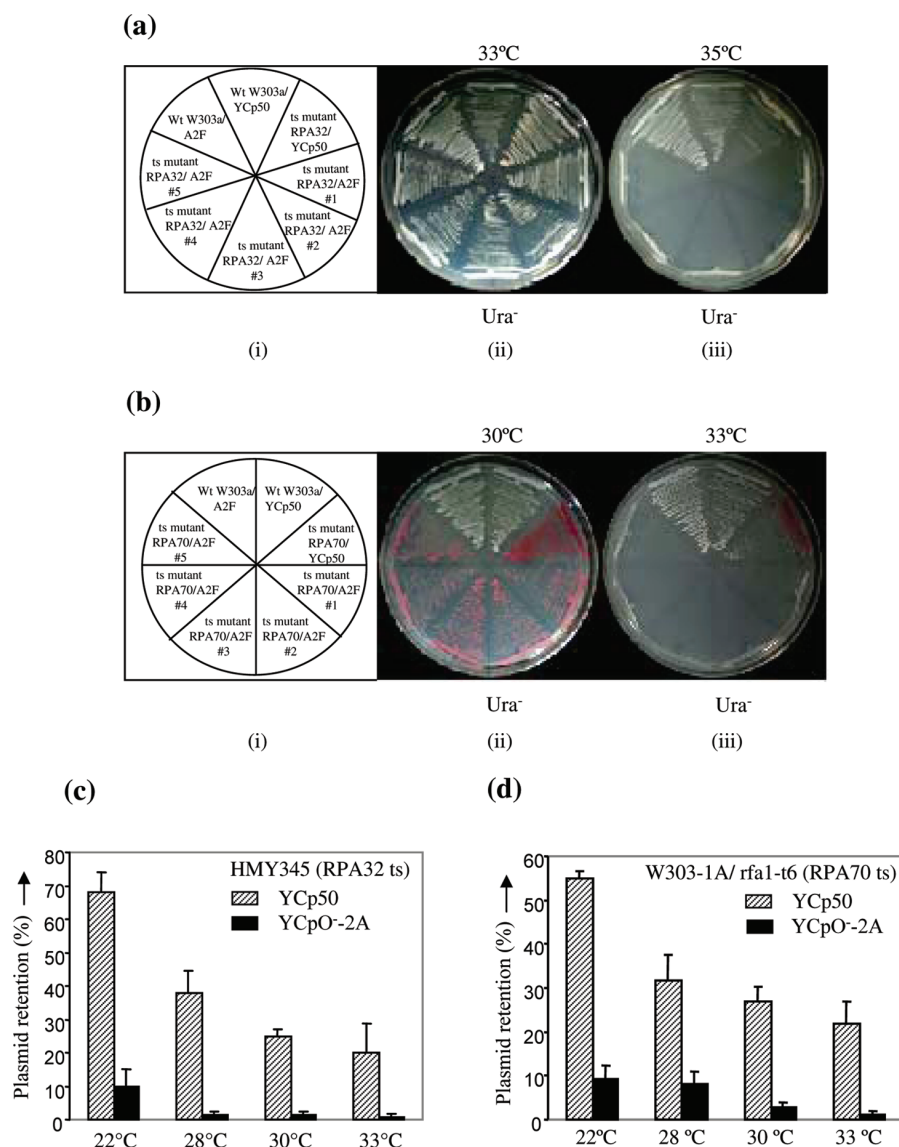 (a)
33ºC
35ºC
Wt W303a/
YCp50
Wt W303a/
A2F
ts mutant
RPA32/
YCp50
ts mutant
RPA32/ A2F
#5
ts mutant
RPA32/A2F
#1
ts mutant
RPA32/ A2F
#4
ts mutant
RPA32/ A2F
#2
ts mutant
RPA32/ A2F
#3
Ura-
Ura-
(i)
(ii)
(iii)
(b)
30ºC
33ºC
Wt W303a/
A2F
Wt W303a/
YCp50
ts mutant
RPA70/A2F
#5
ts mutant
RPA70/
YCp50
ts mutant
RPA70/A2F
#4
ts mutant
RPA70/A2F
#1
ts mutant
RPA70/A2F
#3
ts mutant
RPA70/A2F
#2
Ura-
Ura-
(i)
(ii)
(iii)
(c)
Plasmid retention (%)
80
70
60
50
40
30
20
10
0
HMY345 (RPA32 ts)
YCp50
YCpO--2A
22ºC 28ºC 30ºC 33ºC
(d)
Plasmid retention (%)
60
50
40
30
20
10
0
W303-1A/ rfa1-t6 (RPA70 ts)
YCp50
YCpO--2A
22ºC 28 ºC 30 ºC 33 ºC